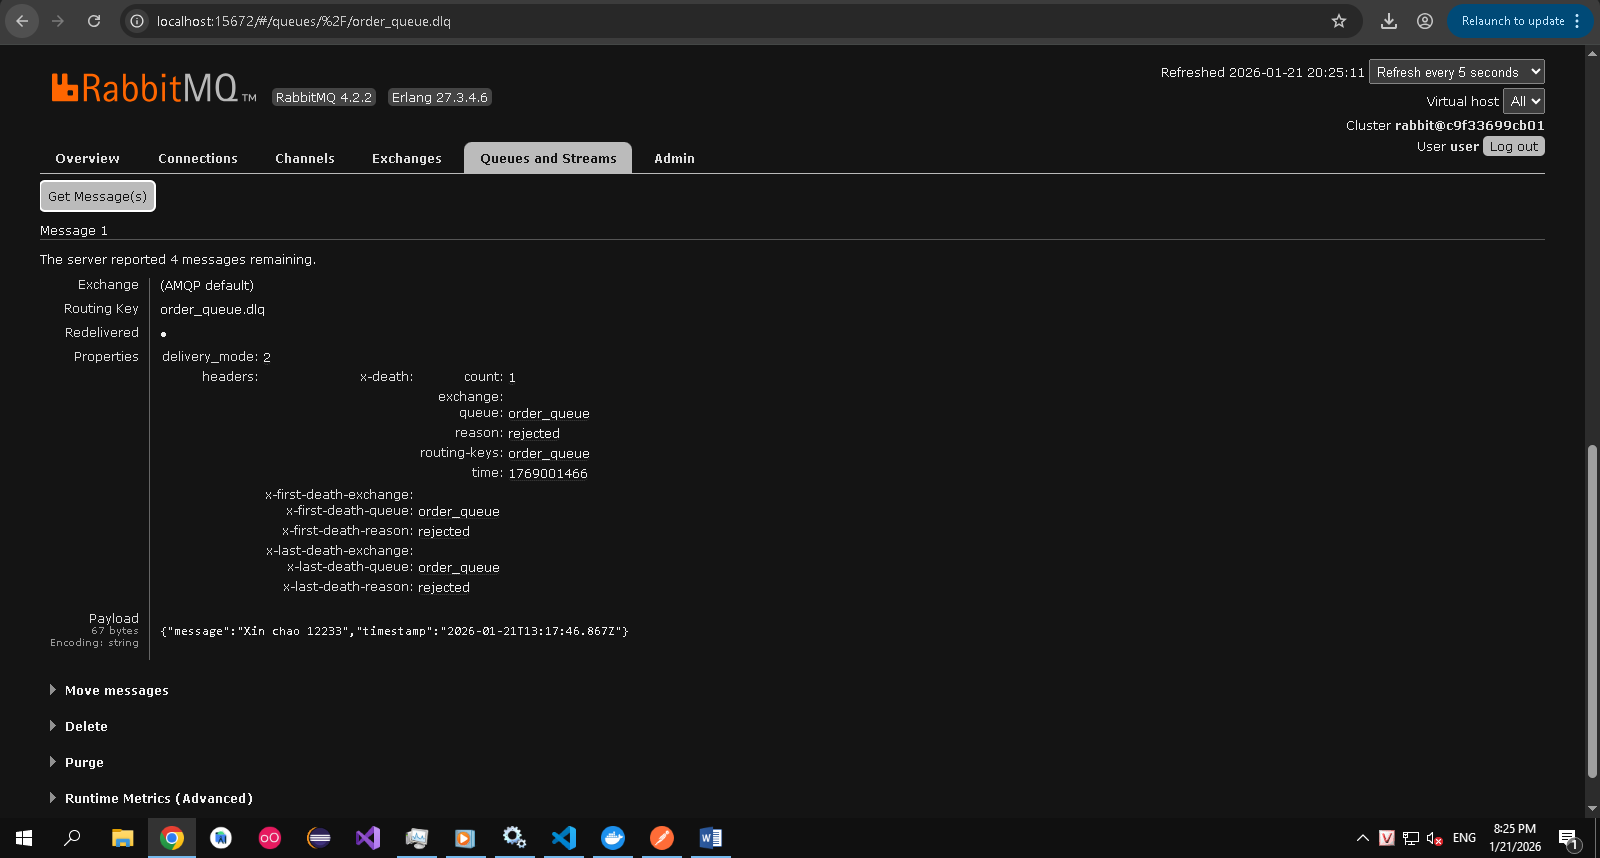 localhost:15672/#/queues/%2F/order_queue.dlq
Relaunch to update
RabbitMQ TM
RabbitMQ 4.2.2
Erlang 27.3.4.6
Refreshed 2026-01-21 20:25:11
Refresh every 5 seconds
Virtual host All
Cluster rabbit@c9f33699cb01
User user Log out
Overview
Connections
Channels
Exchanges
Queues and Streams
Admin
Get Message(s)
Message 1
The server reported 4 messages remaining.
Exchange (AMQP default)
Routing Key order_queue.dlq
Redelivered ●
Properties delivery_mode: 2
headers: x-death: count: 1
exchange:
queue: order_queue
reason: rejected
routing-keys: order_queue
time: 1769001466
x-first-death-exchange:
x-first-death-queue: order_queue
x-first-death-reason: rejected
x-last-death-exchange:
x-last-death-queue: order_queue
x-last-death-reason: rejected
Payload
67 bytes
Encoding: string
{"message":"Xin chao 12233","timestamp":"2026-01-21T13:17:46.867Z"}
Move messages
Delete
Purge
Runtime Metrics (Advanced)
ENG
8:25 PM
1/21/2026
1